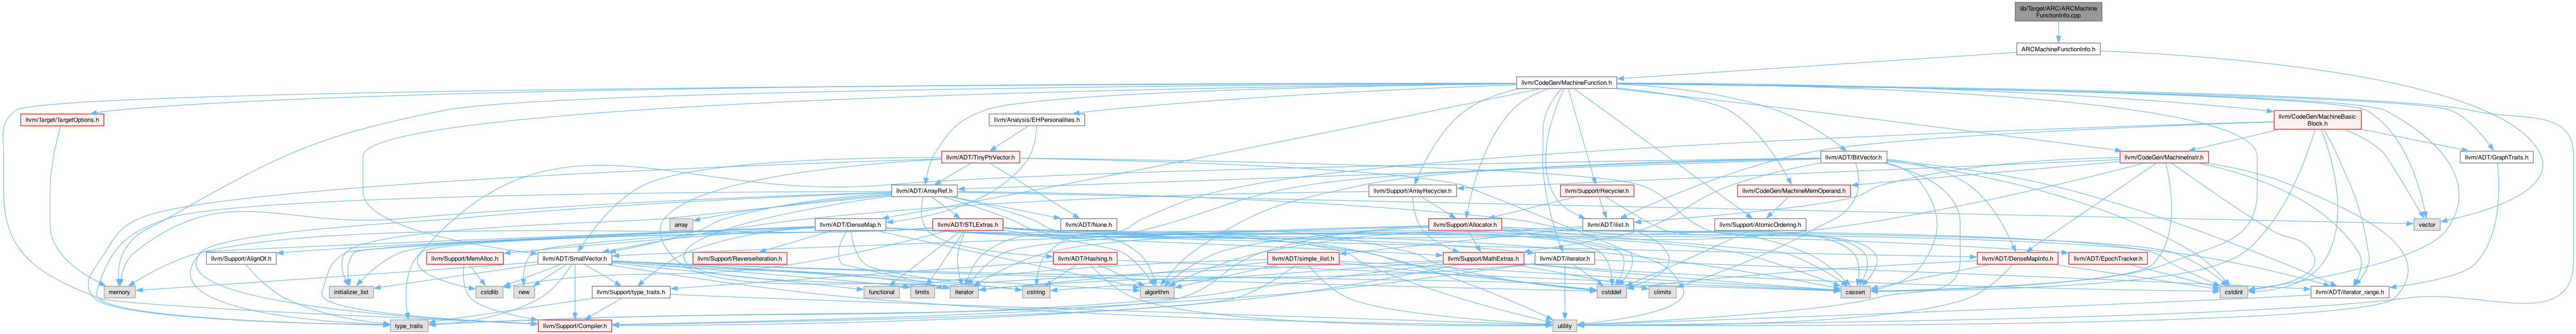 lib/Target/ARC/ARCMachine
FunctionInfo.cpp
ARCMachineFunctionInfo.h
llvm/CodeGen/MachineFunction.h
llvm/Target/TargetOptions.h
llvm/Analysis/EHPersonalities.h
llvm/CodeGen/MachineBasic
Block.h
llvm/ADT/TinyPtrVector.h
llvm/ADT/BitVector.h
llvm/CodeGen/MachineInstr.h
llvm/ADT/GraphTraits.h
llvm/ADT/ArrayRef.h
llvm/Support/ArrayRecycler.h
llvm/Support/Recycler.h
llvm/CodeGen/MachineMemOperand.h
array
llvm/ADT/DenseMap.h
llvm/ADT/STLExtras.h
llvm/ADT/None.h
llvm/Support/Allocator.h
llvm/ADT/ilist.h
llvm/Support/AtomicOrdering.h
vector
llvm/Support/AlignOf.h
llvm/Support/MemAlloc.h
llvm/ADT/SmallVector.h
llvm/Support/ReverseIteration.h
llvm/ADT/Hashing.h
llvm/ADT/simple_ilist.h
llvm/Support/MathExtras.h
llvm/ADT/iterator.h
llvm/ADT/DenseMapInfo.h
llvm/ADT/EpochTracker.h
memory
initializer_list
cstdlib
new
llvm/Support/type_traits.h
functional
limits
iterator
cstring
algorithm
cstddef
climits
cassert
cstdint
llvm/ADT/iterator_range.h
type_traits
llvm/Support/Compiler.h
utility